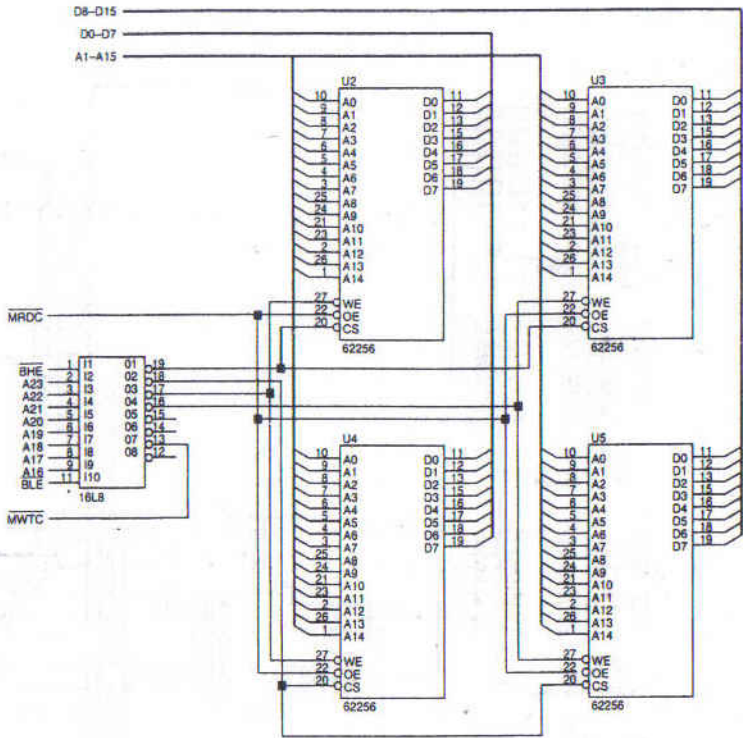 D8–D15
D0–D7
A1–A15
U2
10 A0 D0 11
9 A1 D1 12
8 A2 D2 13
7 A3 D3 15
6 A4 D4 16
5 A5 D5 17
4 A6 D6 18
3 A7 D7 19
25 A8
24 A9
21 A10
23 A11
2 A12
26 A13
1 A14
27 WE
22 OE
20 CS
62256
U3
10 A0 D0 11
9 A1 D1 12
8 A2 D2 13
7 A3 D3 15
6 A4 D4 16
5 A5 D5 17
4 A6 D6 18
3 A7 D7 19
25 A8
24 A9
21 A10
23 A11
2 A12
26 A13
1 A14
27 WE
22 OE
20 CS
62256
MRDC
BHE 1 I1 01 19
A23 2 I2 02 18
A22 3 I3 03 17
A21 4 I4 04 16
A20 5 I5 05 15
A19 6 I6 06 14
A18 7 I7 07 13
A17 8 I8 08 12
A16 9 I9
BLE 11 I10
16L8
MWTC
U4
10 A0 D0 11
9 A1 D1 12
8 A2 D2 13
7 A3 D3 15
6 A4 D4 16
5 A5 D5 17
4 A6 D6 18
3 A7 D7 19
25 A8
24 A9
21 A10
23 A11
2 A12
26 A13
1 A14
27 WE
22 OE
20 CS
62256
U5
10 A0 D0 11
9 A1 D1 12
8 A2 D2 13
7 A3 D3 15
6 A4 D4 16
5 A5 D5 17
4 A6 D6 18
3 A7 D7 19
25 A8
24 A9
21 A10
23 A11
2 A12
26 A13
1 A14
27 WE
22 OE
20 CS
62256